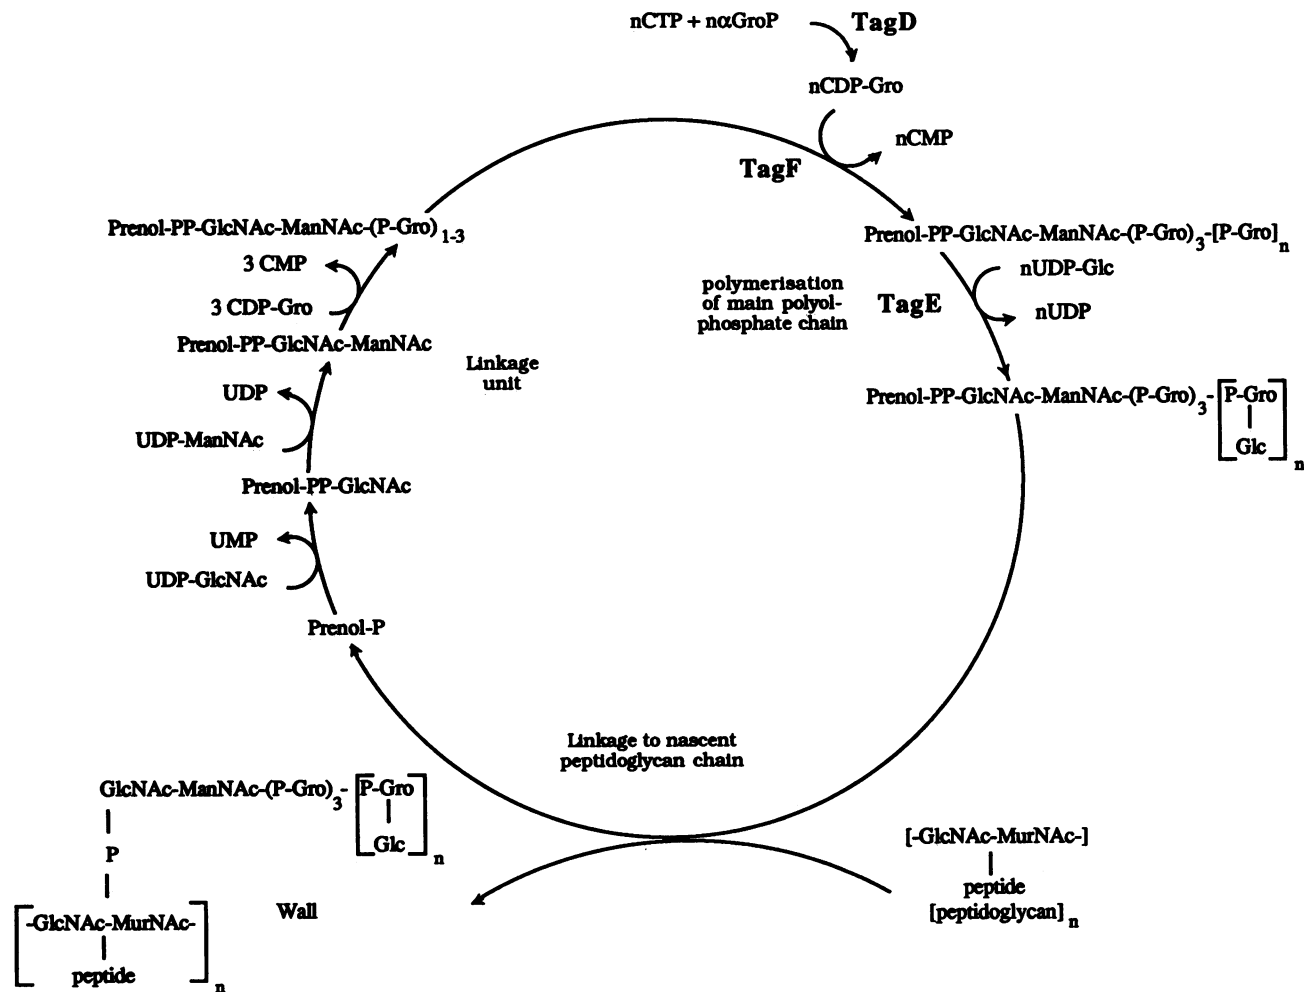 nCTP + nαGroP
TagD
nCDP-Gro
nCMP
TagF
Prenol-PP-GlcNAc-ManNAc-(P-Gro)1-3
Prenol-PP-GlcNAc-ManNAc-(P-Gro)3-[P-Gro]n
3 CMP
nUDP-Glc
polymerisation
of main polyol-
phosphate chain
TagE
3 CDP-Gro
nUDP
Prenol-PP-GlcNAc-ManNAc
Linkage
unit
UDP
Prenol-PP-GlcNAc-ManNAc-(P-Gro)3-[P-Gro
Glc]n
UDP-ManNAc
Prenol-PP-GlcNAc
UMP
UDP-GlcNAc
Prenol-P
Linkage to nascent
peptidoglycan chain
GlcNAc-ManNAc-(P-Gro)3-[P-Gro
Glc]n
P
[-GlcNAc-MurNAc-]
peptide
[peptidoglycan]n
Wall
[-GlcNAc-MurNAc-
peptide]n